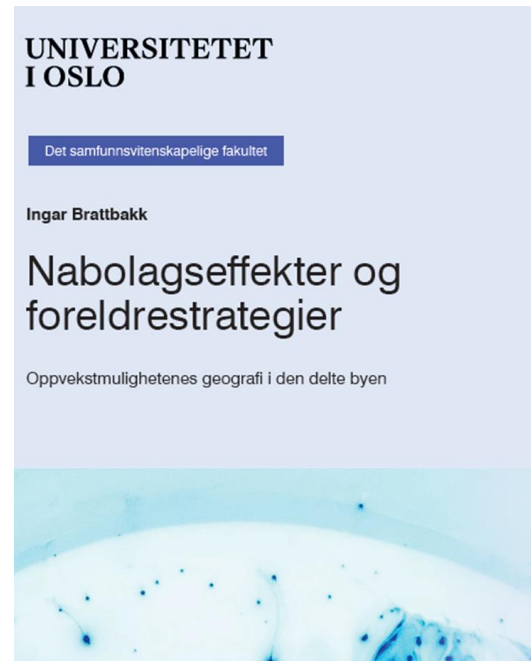 UNIVERSITETET
I OSLO
Det samfunnsvitenskapelige fakultet
Ingar Brattbakk
Nabolagseffekter og
foreldrestrategier
Oppvekstmulighetenes geografi i den delte byen